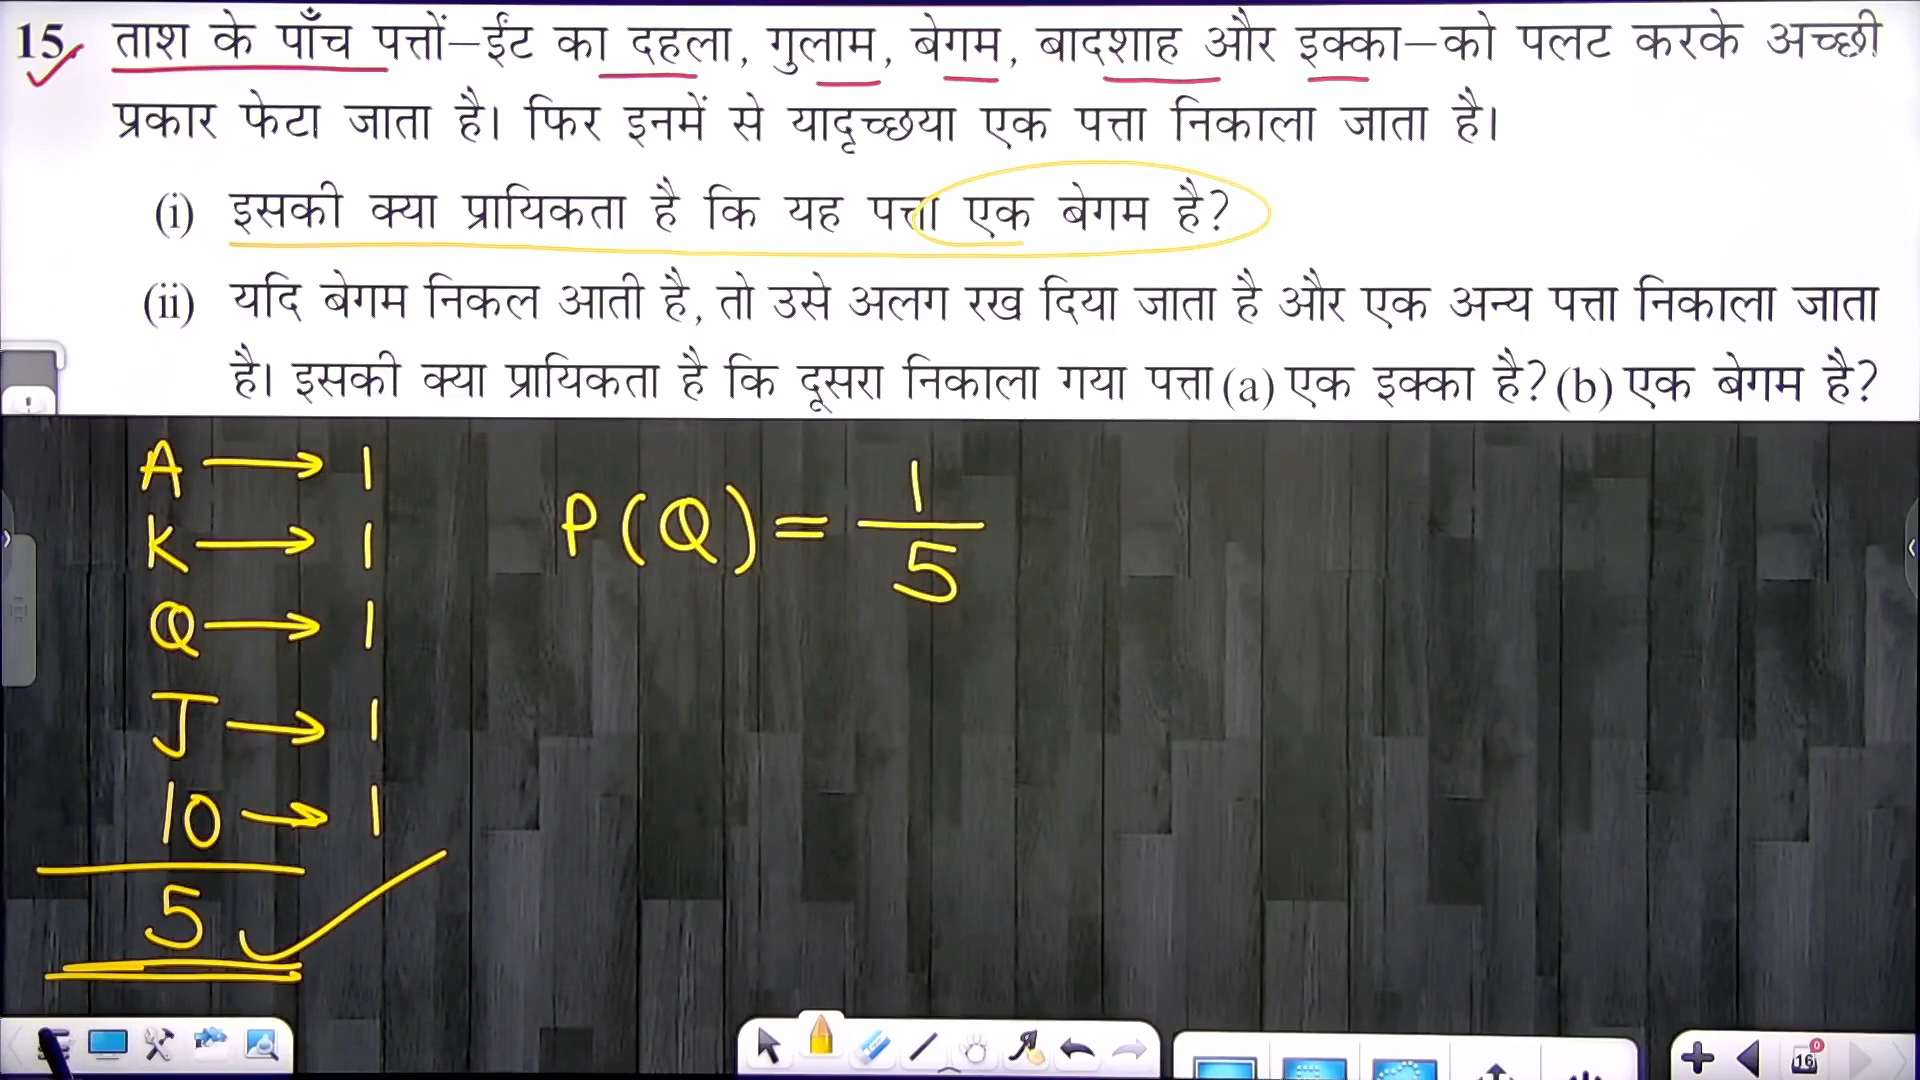 15. ताश के पाँच पत्तों–ईंट का दहला, गुलाम, बेगम, बादशाह और इक्का–को पलट करके अच्छी
प्रकार फेटा जाता है। फिर इनमें से यादृच्छया एक पत्ता निकाला जाता है।
(i) इसकी क्या प्रायिकता है कि यह पत्ता एक बेगम है?
(ii) यदि बेगम निकल आती है, तो उसे अलग रख दिया जाता है और एक अन्य पत्ता निकाला जाता
है। इसकी क्या प्रायिकता है कि दूसरा निकाला गया पत्ता (a) एक इक्का है? (b) एक बेगम है?
A → 1
K → 1
Q → 1
J → 1
10 → 1
5
P(Q) = 1/5
16
0